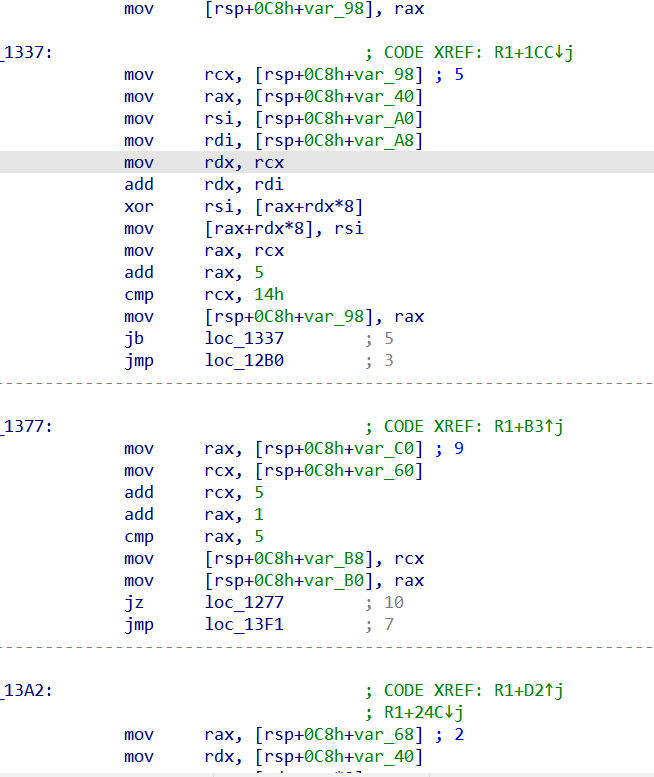 mov [rsp+0C8h+var_98], rax
_1337: ; CODE XREF: R1+1CC↓j
mov rcx, [rsp+0C8h+var_98] ; 5
mov rax, [rsp+0C8h+var_40]
mov rsi, [rsp+0C8h+var_A0]
mov rdi, [rsp+0C8h+var_A8]
mov rdx, rcx
add rdx, rdi
xor rsi, [rax+rdx*8]
mov [rax+rdx*8], rsi
mov rax, rcx
add rax, 5
cmp rcx, 14h
mov [rsp+0C8h+var_98], rax
jb loc_1337 ; 5
jmp loc_12B0 ; 3
_1377: ; CODE XREF: R1+B3↑j
mov rax, [rsp+0C8h+var_C0] ; 9
mov rcx, [rsp+0C8h+var_60]
add rcx, 5
add rax, 1
cmp rax, 5
mov [rsp+0C8h+var_B8], rcx
mov [rsp+0C8h+var_B0], rax
jz loc_1277 ; 10
jmp loc_13F1 ; 7
_13A2: ; CODE XREF: R1+D2↑j
; R1+24C↓j
mov rax, [rsp+0C8h+var_68] ; 2
mov rdx, [rsp+0C8h+var_40]